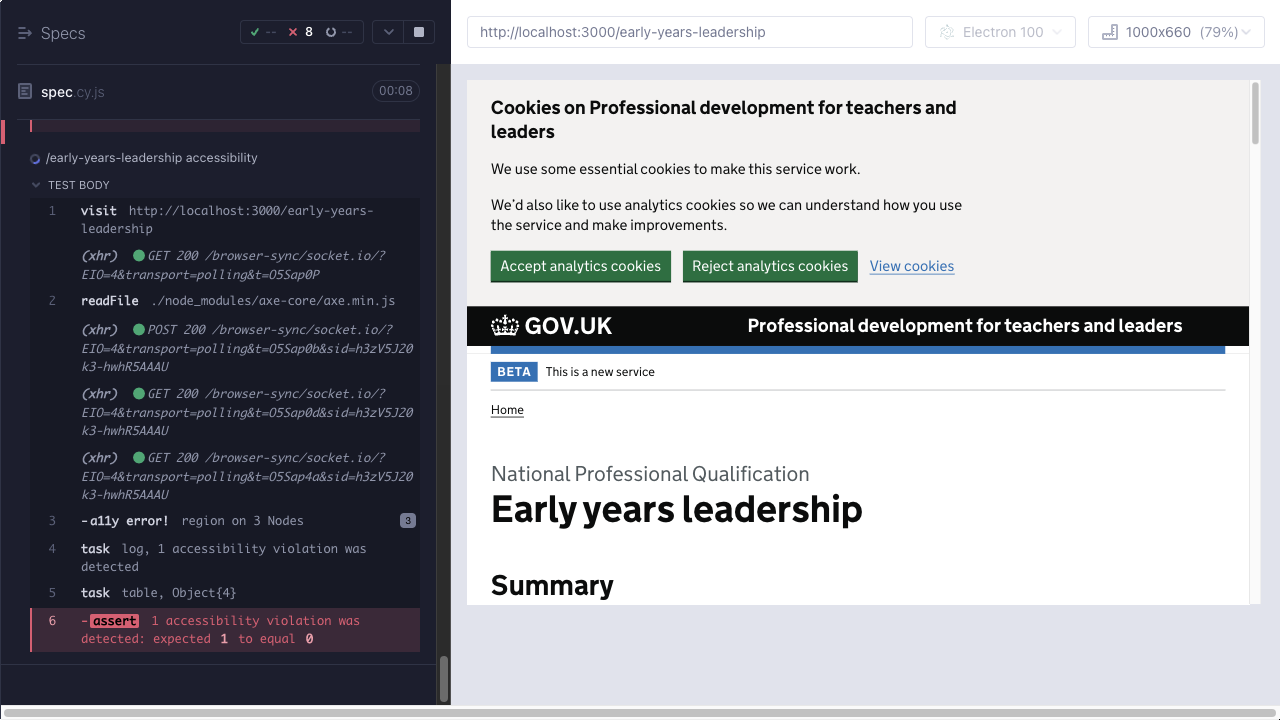 Specs
-- 8 --
spec.cy.js
00:08
/early-years-leadership accessibility
TEST BODY
1 visit http://localhost:3000/early-years-
leadership
(xhr) GET 200 /browser-sync/socket.io/?
EIO=4&transport=polling&t=O5Sap0P
2 readFile ./node_modules/axe-core/axe.min.js
(xhr) POST 200 /browser-sync/socket.io/?
EIO=4&transport=polling&t=O5Sap0b&sid=h3zV5J20
k3-hwhR5AAAU
(xhr) GET 200 /browser-sync/socket.io/?
EIO=4&transport=polling&t=O5Sap0d&sid=h3zV5J20
k3-hwhR5AAAU
(xhr) GET 200 /browser-sync/socket.io/?
EIO=4&transport=polling&t=O5Sap4a&sid=h3zV5J20
k3-hwhR5AAAU
3 -a11y error! region on 3 Nodes 3
4 task log, 1 accessibility violation was
detected
5 task table, Object{4}
6 -assert 1 accessibility violation was
detected: expected 1 to equal 0
http://localhost:3000/early-years-leadership
Electron 100
1000x660 (79%)
Cookies on Professional development for teachers and
leaders
We use some essential cookies to make this service work.
We’d also like to use analytics cookies so we can understand how you use
the service and make improvements.
Accept analytics cookies
Reject analytics cookies
View cookies
GOV.UK
Professional development for teachers and leaders
BETA This is a new service
Home
National Professional Qualification
Early years leadership
Summary